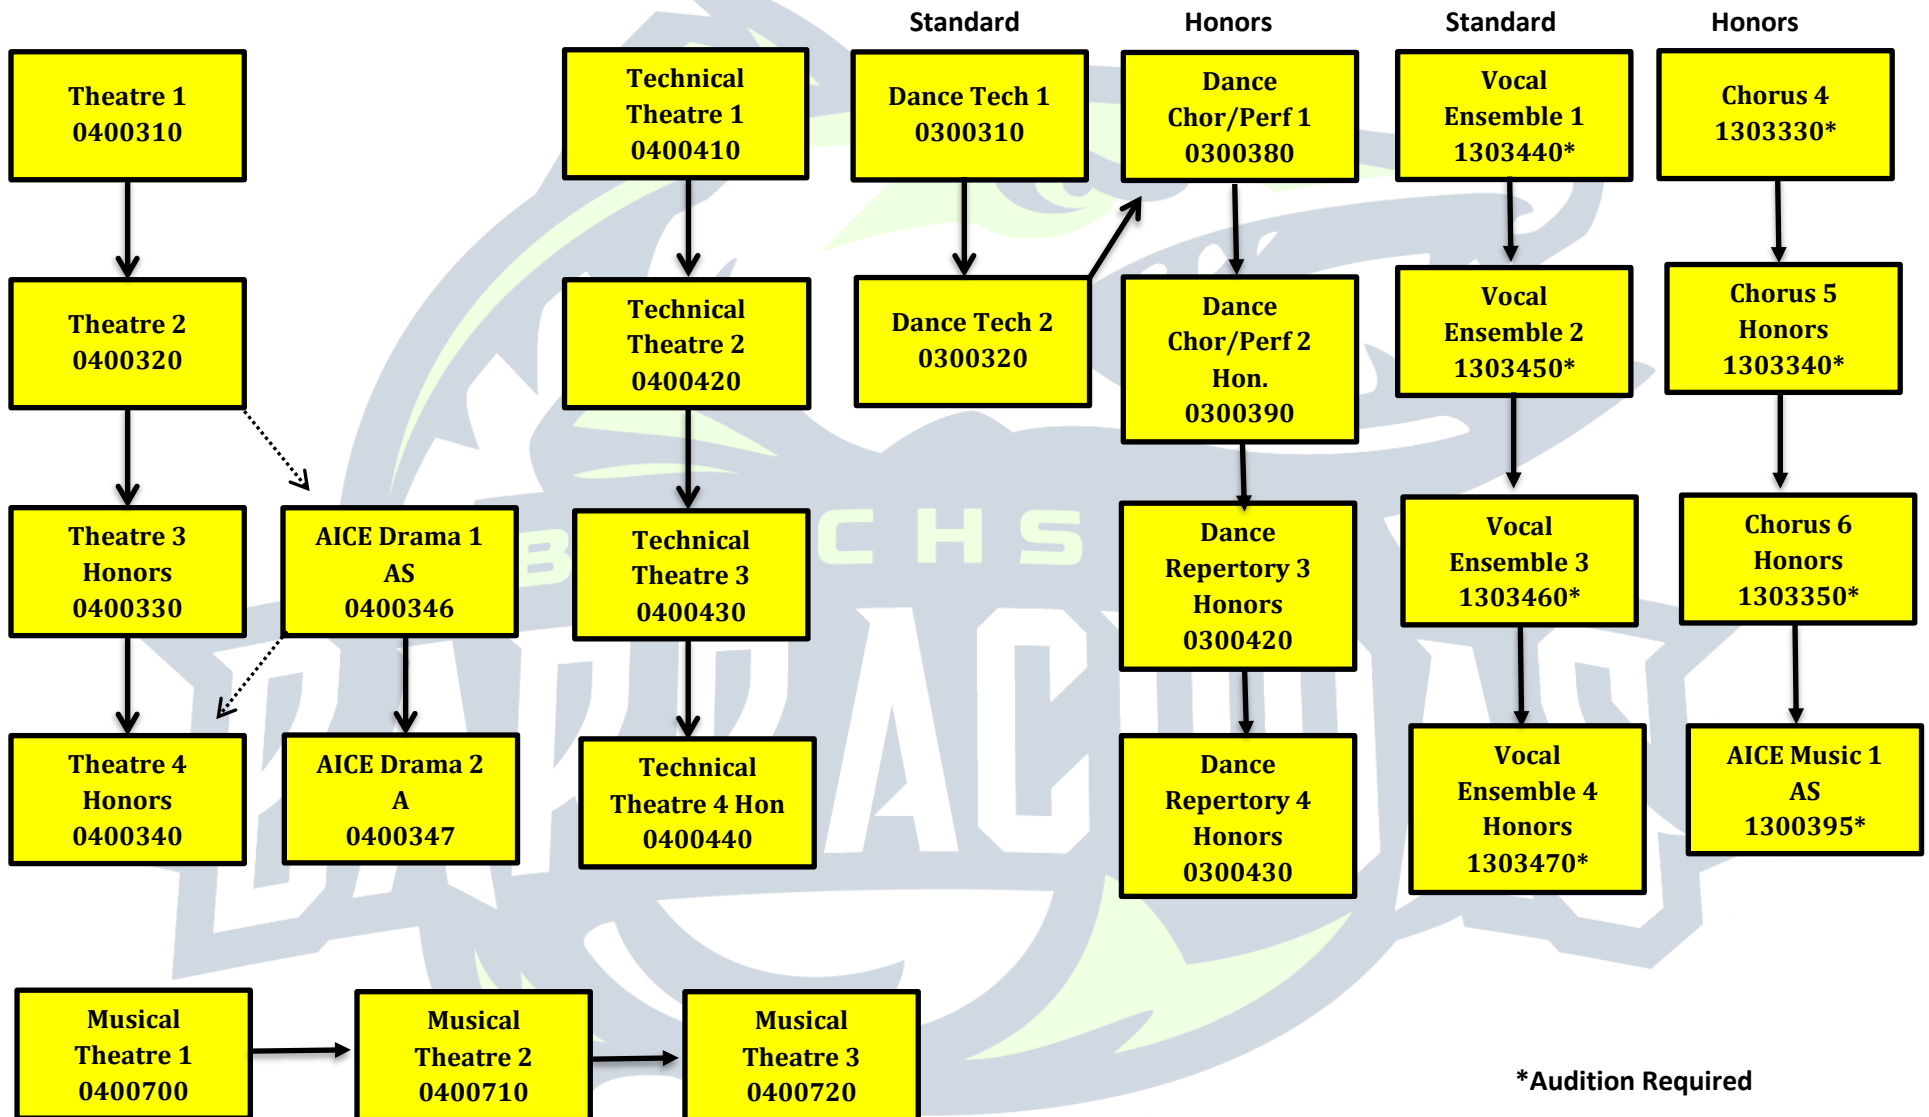 Standard
Honors
Standard
Honors
Theatre 1
0400310
Technical
Theatre 1
0400410
Dance Tech 1
0300310
Dance
Chor/Perf 1
0300380
Vocal
Ensemble 1
1303440*
Chorus 4
1303330*
Theatre 2
0400320
Technical
Theatre 2
0400420
Dance Tech 2
0300320
Dance
Chor/Perf 2
Hon.
0300390
Vocal
Ensemble 2
1303450*
Chorus 5
Honors
1303340*
Theatre 3
Honors
0400330
AICE Drama 1
AS
0400346
Technical
Theatre 3
0400430
Dance
Repertory 3
Honors
0300420
Vocal
Ensemble 3
1303460*
Chorus 6
Honors
1303350*
Theatre 4
Honors
0400340
AICE Drama 2
A
0400347
Technical
Theatre 4 Hon
0400440
Dance
Repertory 4
Honors
0300430
Vocal
Ensemble 4
Honors
1303470*
AICE Music 1
AS
1300395*
Musical
Theatre 1
0400700
Musical
Theatre 2
0400710
Musical
Theatre 3
0400720
*Audition Required
CHS